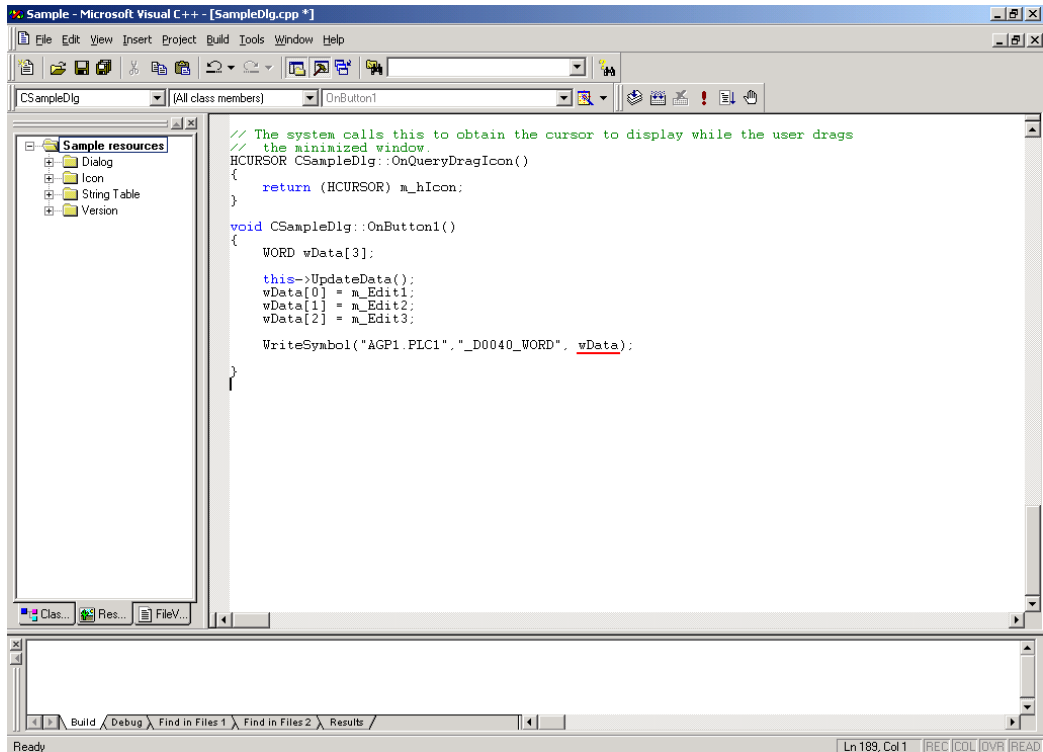 Sample - Microsoft Visual C++ - [SampleDlg.cpp *]
File Edit View Insert Project Build Tools Window Help
CSampleDlg (All class members) OnButton1
Sample resources
Dialog
Icon
String Table
Version
// The system calls this to obtain the cursor to display while the user drags
//  the minimized window.
HCURSOR CSampleDlg::OnQueryDragIcon()
{
    return (HCURSOR) m_hIcon;
}
void CSampleDlg::OnButton1()
{
    WORD wData[3];
    this->UpdateData();
    wData[0] = m_Edit1;
    wData[1] = m_Edit2;
    wData[2] = m_Edit3;
    WriteSymbol("AGP1.PLC1","_D0040_WORD", wData);
}
Clas... Res... FileV...
Build Debug Find in Files 1 Find in Files 2 Results
Ready Ln 189, Col 1 REC COL OVR READ